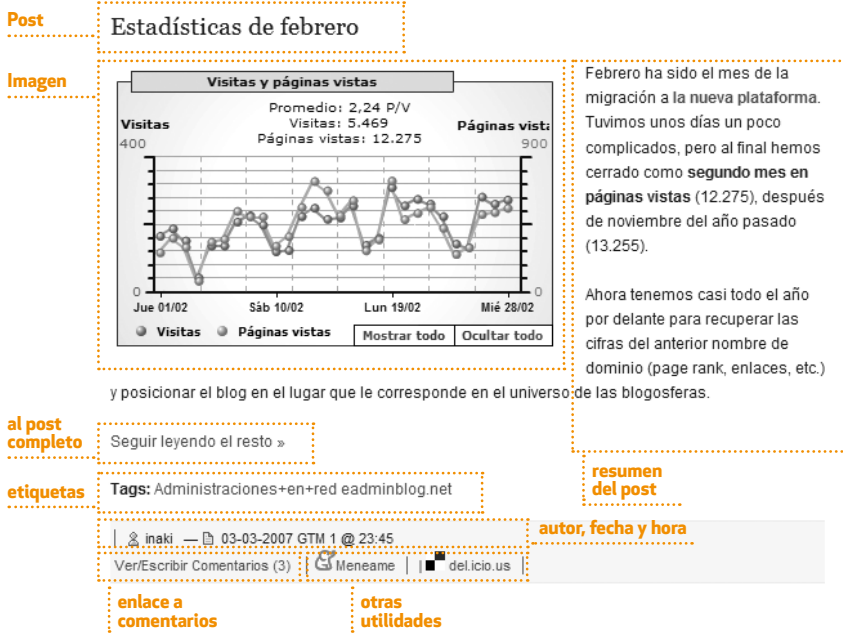 Post
Estadísticas de febrero
Imagen
Visitas y páginas vistas
Promedio: 2,24 P/V
Visitas: 5.469
Páginas vistas: 12.275
Visitas
Páginas vist
400
900
0
0
Jue 01/02
Sáb 10/02
Lun 19/02
Mié 28/02
Visitas
Páginas vistas
Mostrar todo
Ocultar todo
Febrero ha sido el mes de la
migración a la nueva plataforma.
Tuvimos unos días un poco
complicados, pero al final hemos
cerrado como segundo mes en
páginas vistas (12.275), después
de noviembre del año pasado
(13.255).
Ahora tenemos casi todo el año
por delante para recuperar las
cifras del anterior nombre de
dominio (page rank, enlaces, etc.)
y posicionar el blog en el lugar que le corresponde en el universo de las blogosferas.
al post
completo
Seguir leyendo el resto »
resumen
del post
etiquetas
Tags: Administraciones+en+red eadminblog.net
autor, fecha y hora
| inaki — 03-03-2007 GTM 1 @ 23:45
Ver/Escribir Comentarios (3) | Meneame | | del.icio.us |
enlace a
comentarios
otras
utilidades